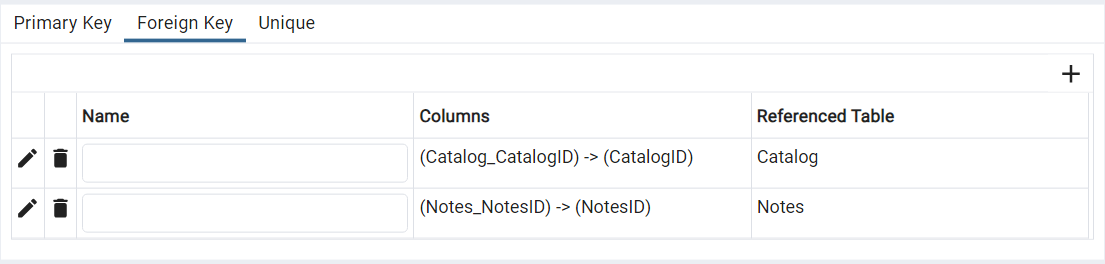 Primary Key Foreign Key Unique
Name Columns Referenced Table
(Catalog_CatalogID) -> (CatalogID) Catalog
(Notes_NotesID) -> (NotesID) Notes